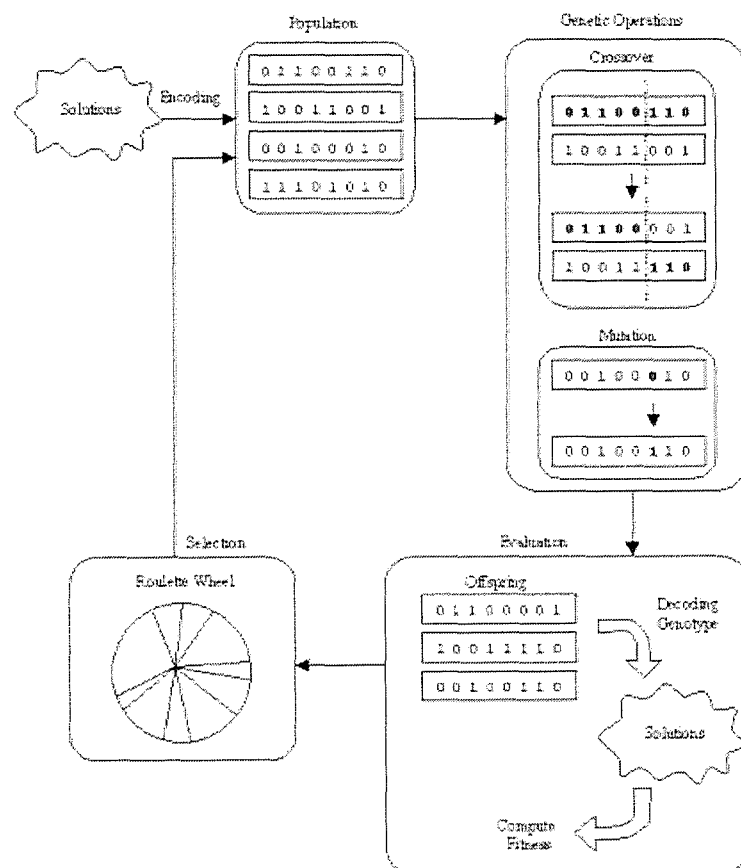 Population
0 1 1 0 0 1 1 0
1 0 0 1 1 0 0 1
0 0 1 0 0 0 1 0
1 1 1 0 1 0 1 0
Solutions
Encoding
Genetic Operations
Crossover
0 1 1 0 0 1 1 0
1 0 0 1 1 0 0 1
0 1 1 0 0 0 0 1
1 0 0 1 1 1 1 0
Mutation
0 0 1 0 0 0 1 0
0 0 1 0 0 1 1 0
Selection
Roulette Wheel
Evaluation
Offspring
0 1 1 0 0 0 0 1
1 0 0 1 1 1 1 0
0 0 1 0 0 1 1 0
Decoding
Genotype
Solutions
Compute
Fitness